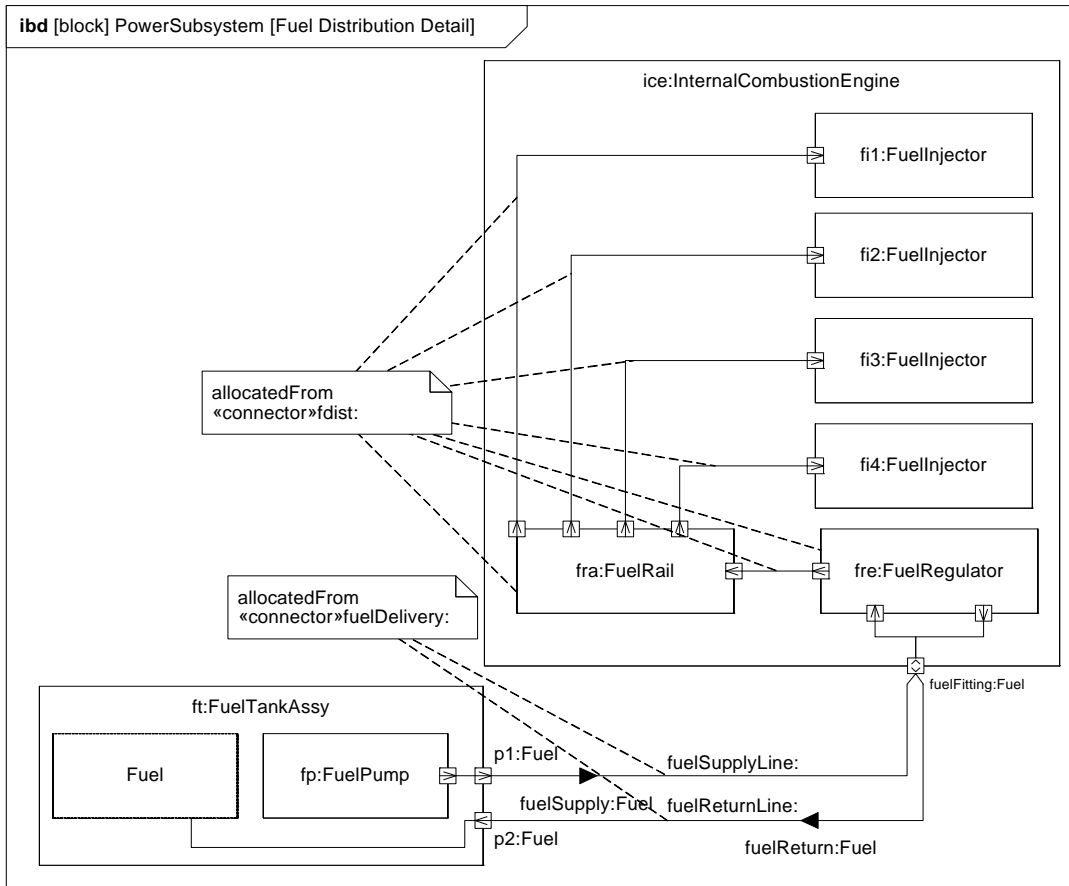 ibd [block] PowerSubsystem [Fuel Distribution Detail]
ice:InternalCombustionEngine
fi1:FuelInjector
fi2:FuelInjector
fi3:FuelInjector
allocatedFrom
«connector»fdist:
fi4:FuelInjector
fra:FuelRail
fre:FuelRegulator
allocatedFrom
«connector»fuelDelivery:
fuelFitting:Fuel
ft:FuelTankAssy
p1:Fuel
Fuel
fp:FuelPump
fuelSupplyLine:
fuelSupply:Fuel
fuelReturnLine:
p2:Fuel
fuelReturn:Fuel